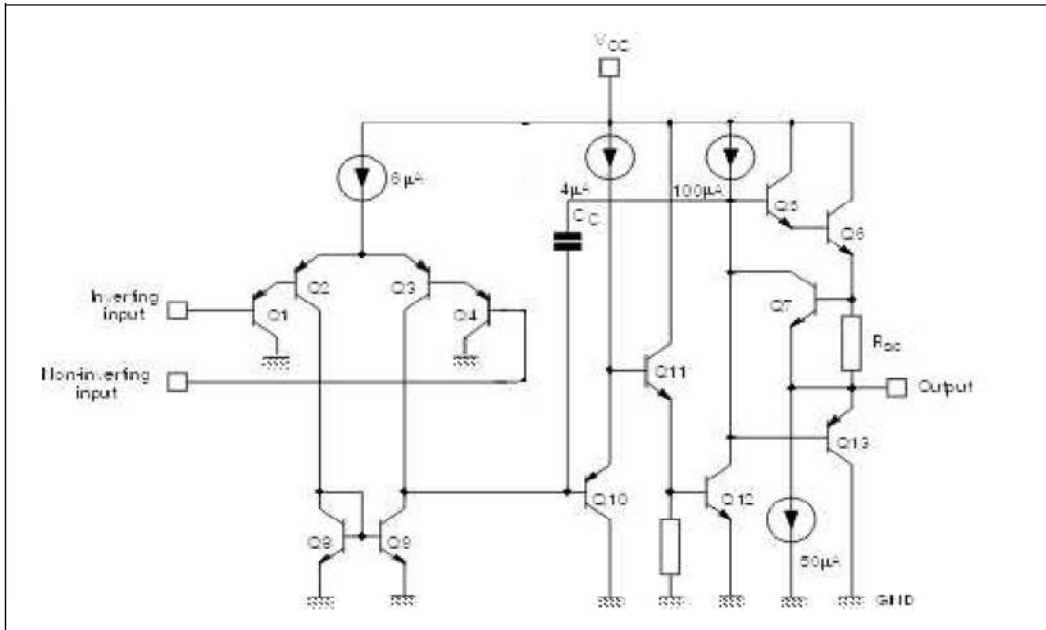 VCC
6µA
4µA
100µA
CC
Q5
Q6
Q2
Q3
Q7
Inverting
input
Q1
Q4
RSC
Non-inverting
input
Q11
Output
Q13
Q10
Q12
Q8
Q9
50µA
GND